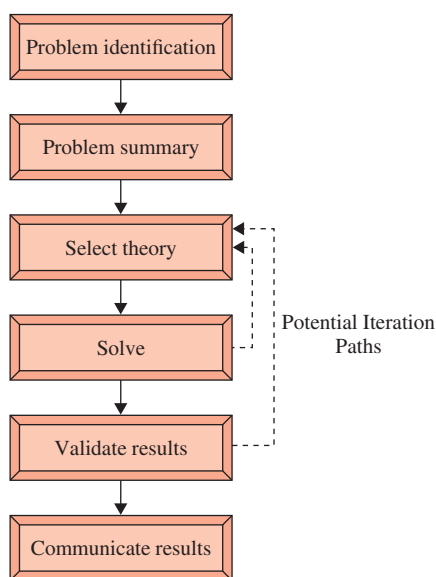 Problem identification
Problem summary
Select theory
Solve
Potential Iteration
Paths
Validate results
Communicate results